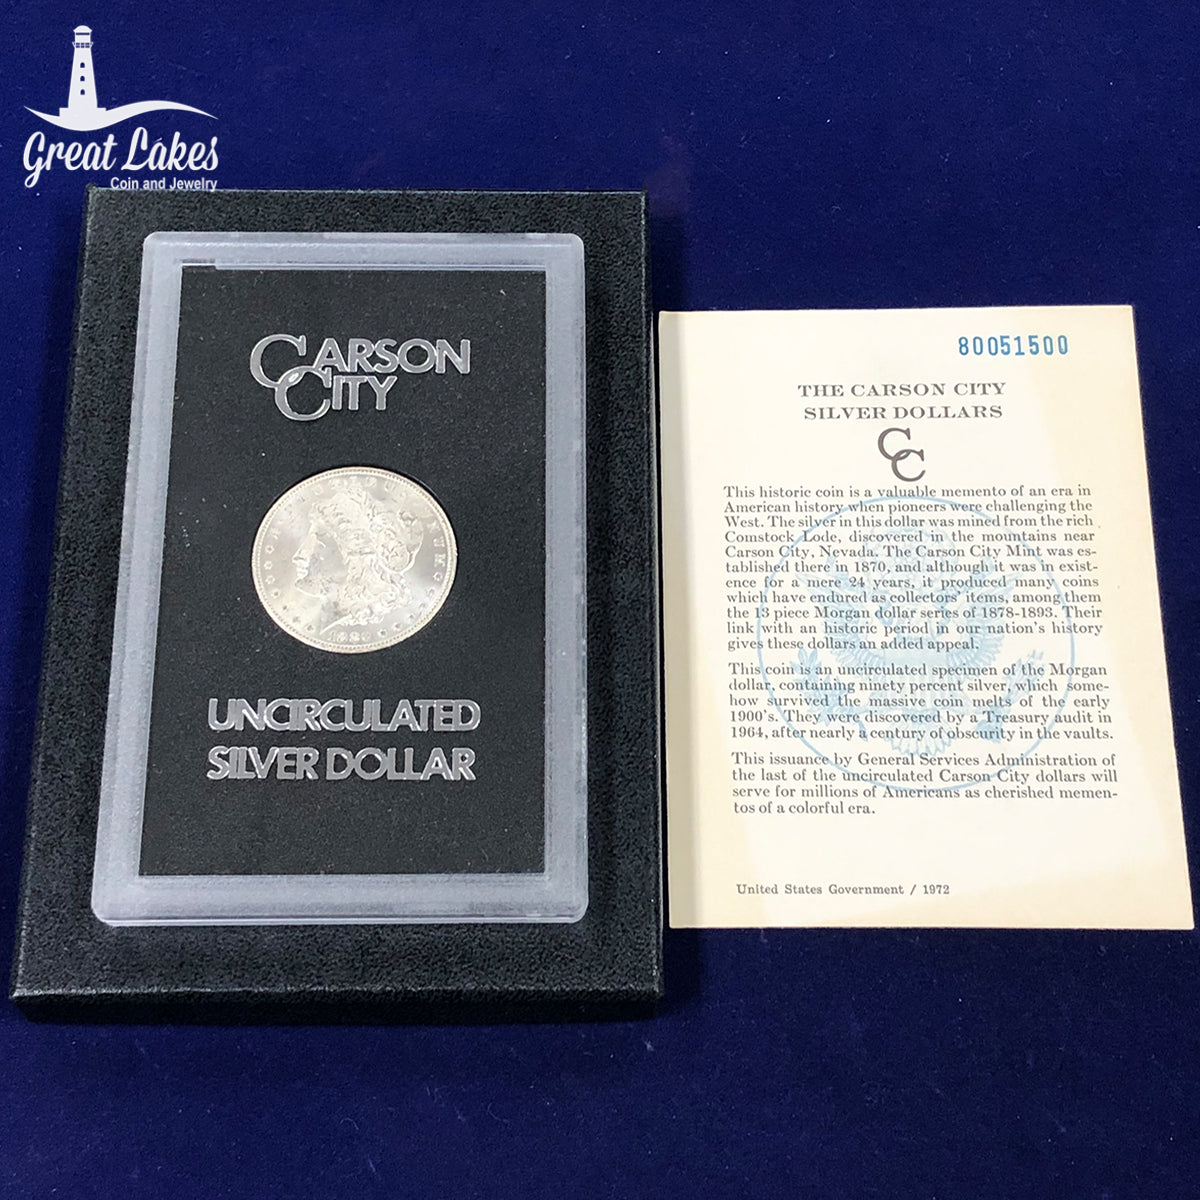 Great Lakes
Coin and Jewelry
CARSON
CITY
UNCIRCULATED
SILVER DOLLAR
80051500
THE CARSON CITY
SILVER DOLLARS
CC
This historic coin is a valuable memento of an era in
American history when pioneers were challenging the
West. The silver in this dollar was mined from the rich
Comstock Lode, discovered in the mountains near
Carson City, Nevada. The Carson City Mint was es-
tablished there in 1870, and although it was in exist-
ence for a mere 24 years, it produced many coins
which have endured as collectors' items, among them
the 13 piece Morgan dollar series of 1878-1893. Their
link with an historic period in our nation's history
gives these dollars an added appeal.
This coin is an uncirculated specimen of the Morgan
dollar, containing ninety percent silver, which some-
how survived the massive coin melts of the early
1900's. They were discovered by a Treasury audit in
1964, after nearly a century of obscurity in the vaults.
This issuance by General Services Administration of
the last of the uncirculated Carson City dollars will
serve for millions of Americans as cherished memen-
tos of a colorful era.
United States Government / 1972